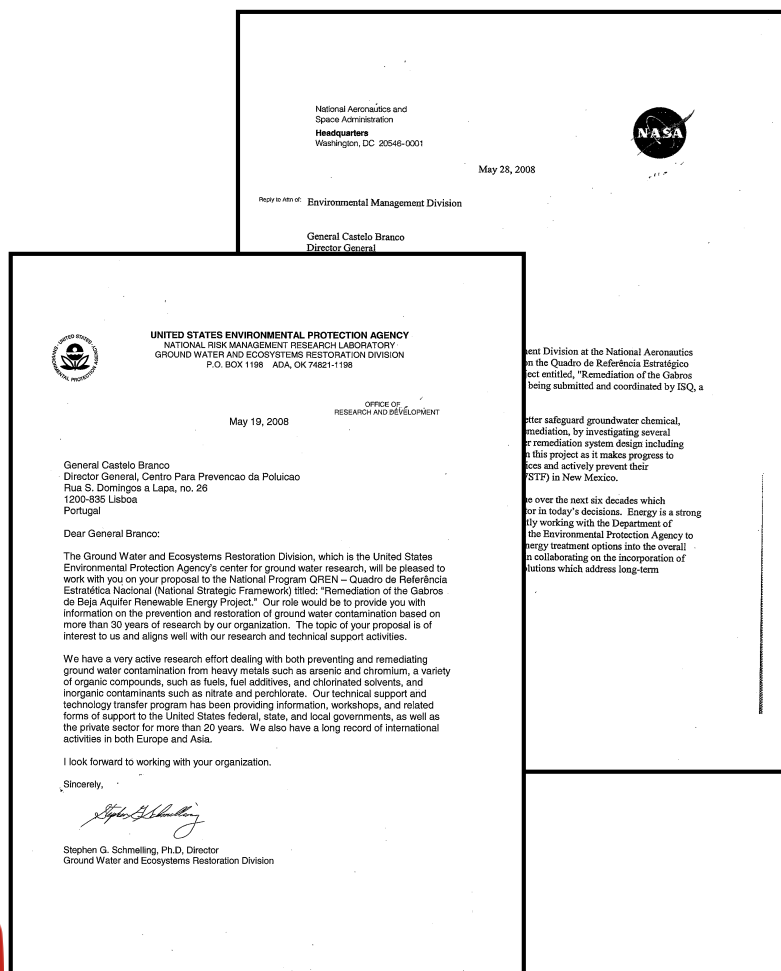 National Aeronautics and
Space Administration
Headquarters
Washington, DC 20546-0001
NASA
May 28, 2008
Reply to Attn of: Environmental Management Division
General Castelo Branco
Director General
ent Division at the National Aeronautics
n the Quadro de Referência Estratégico
ect entitled, "Remediation of the Gabros
being submitted and coordinated by ISQ, a
tter safeguard groundwater chemical,
mediation, by investigating several
r remediation system design including
n this project as it makes progress to
ices and actively prevent their
STF) in New Mexico.
e over the next six decades which
or in today's decisions. Energy is a strong
tly working with the Department of
the Environmental Protection Agency to
nergy treatment options into the overall
n collaborating on the incorporation of
lutions which address long-term
UNITED STATES ENVIRONMENTAL PROTECTION AGENCY
NATIONAL RISK MANAGEMENT RESEARCH LABORATORY
GROUND WATER AND ECOSYSTEMS RESTORATION DIVISION
P.O. BOX 1198 ADA, OK 74821-1198
UNITED STATES ENVIRONMENTAL PROTECTION AGENCY
OFFICE OF
RESEARCH AND DEVELOPMENT
May 19, 2008
General Castelo Branco
Director General, Centro Para Prevencao da Poluicao
Rua S. Domingos a Lapa, no. 26
1200-835 Lisboa
Portugal
Dear General Branco:
The Ground Water and Ecosystems Restoration Division, which is the United States
Environmental Protection Agency's center for ground water research, will be pleased to
work with you on your proposal to the National Program QREN – Quadro de Referência
Estratética Nacional (National Strategic Framework) titled: "Remediation of the Gabros
de Beja Aquifer Renewable Energy Project." Our role would be to provide you with
information on the prevention and restoration of ground water contamination based on
more than 30 years of research by our organization. The topic of your proposal is of
interest to us and aligns well with our research and technical support activities.
We have a very active research effort dealing with both preventing and remediating
ground water contamination from heavy metals such as arsenic and chromium, a variety
of organic compounds, such as fuels, fuel additives, and chlorinated solvents, and
inorganic contaminants such as nitrate and perchlorate. Our technical support and
technology transfer program has been providing information, workshops, and related
forms of support to the United States federal, state, and local governments, as well as
the private sector for more than 20 years. We also have a long record of international
activities in both Europe and Asia.
I look forward to working with your organization.
Sincerely,
Stephen G. Schmelling
Stephen G. Schmelling, Ph.D, Director
Ground Water and Ecosystems Restoration Division